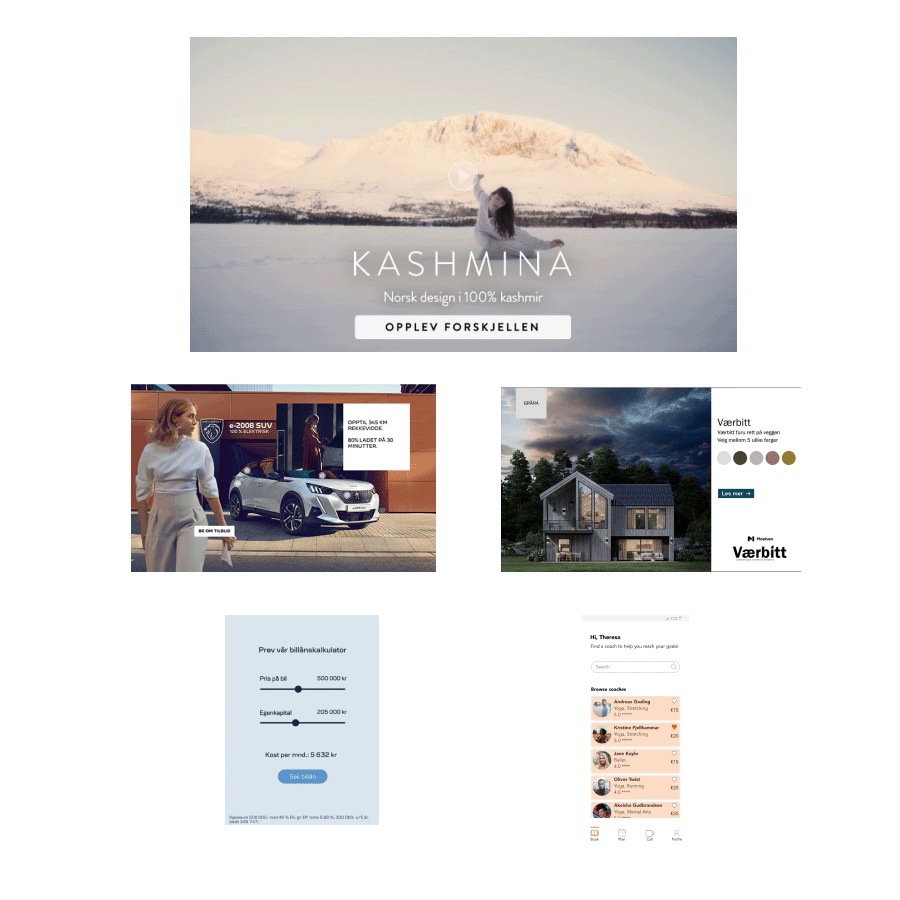 KASHMINA
Norsk design i 100% kashmir
OPPLEV FORSKJELLEN
e-2008 SUV
100 % ELEKTRISK
OPPTIL 345 KM
REKKEVIDDE.
80% LADET PÅ 30
MINUTTER.
BE OM TILBUD
GRÅNA
Værbitt
Værbitt furu rett på veggen
Velg mellom 5 ulike farger
Les mer →
Moelven
Værbitt
Prøv vår billånskalkulator
Pris på bil 500 000 kr
Egenkapital 205 000 kr
Kost per mnd.: 5 632 kr
Søk billån
Hi, Theresa
Find a coach to help you reach your goals!
Search
Browse coaches
Andreas Gosling
Yoga, Stretching
5.0 *****
€15
Kristine Fjellhammer
Yoga, Stretching
5.0 *****
€20
Jane Kaylo
Ballet
4.0 ****
€15
Oliver Twist
Yoga, Running
4.0 ****
€20
Akeisha Gudbrandsen
Yoga, Martial Arts
€20
Book Plan Call Profile